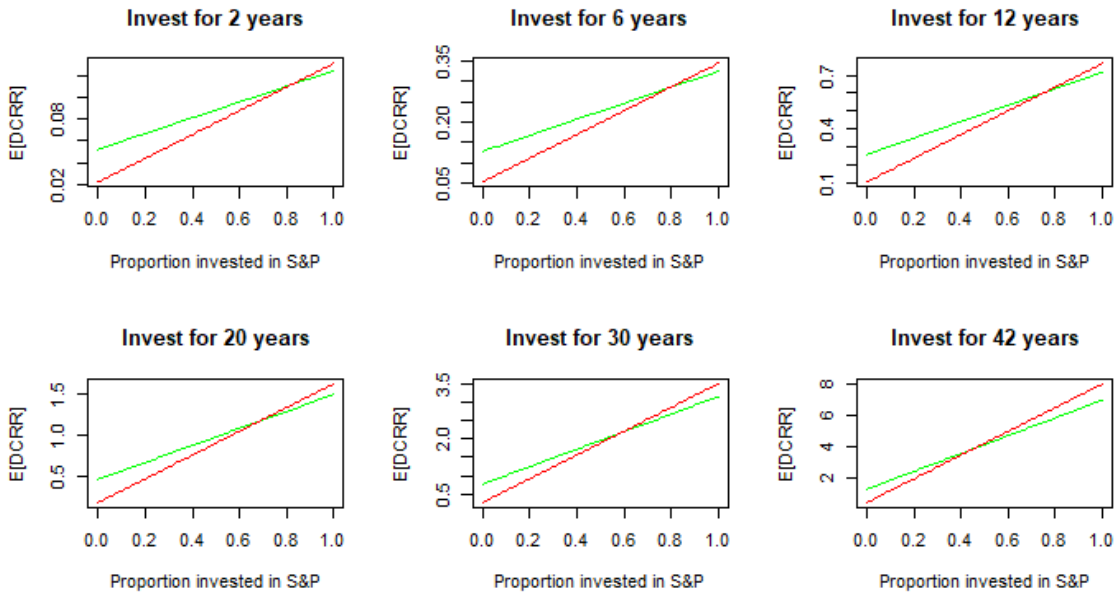 Invest for 2 years
E[DCRR]
0.02 0.08
0.0 0.2 0.4 0.6 0.8 1.0
Proportion invested in S&P
Invest for 6 years
E[DCRR]
0.05 0.20 0.35
0.0 0.2 0.4 0.6 0.8 1.0
Proportion invested in S&P
Invest for 12 years
E[DCRR]
0.1 0.4 0.7
0.0 0.2 0.4 0.6 0.8 1.0
Proportion invested in S&P
Invest for 20 years
E[DCRR]
0.5 1.0 1.5
0.0 0.2 0.4 0.6 0.8 1.0
Proportion invested in S&P
Invest for 30 years
E[DCRR]
0.5 2.0 3.5
0.0 0.2 0.4 0.6 0.8 1.0
Proportion invested in S&P
Invest for 42 years
E[DCRR]
2 4 6 8
0.0 0.2 0.4 0.6 0.8 1.0
Proportion invested in S&P